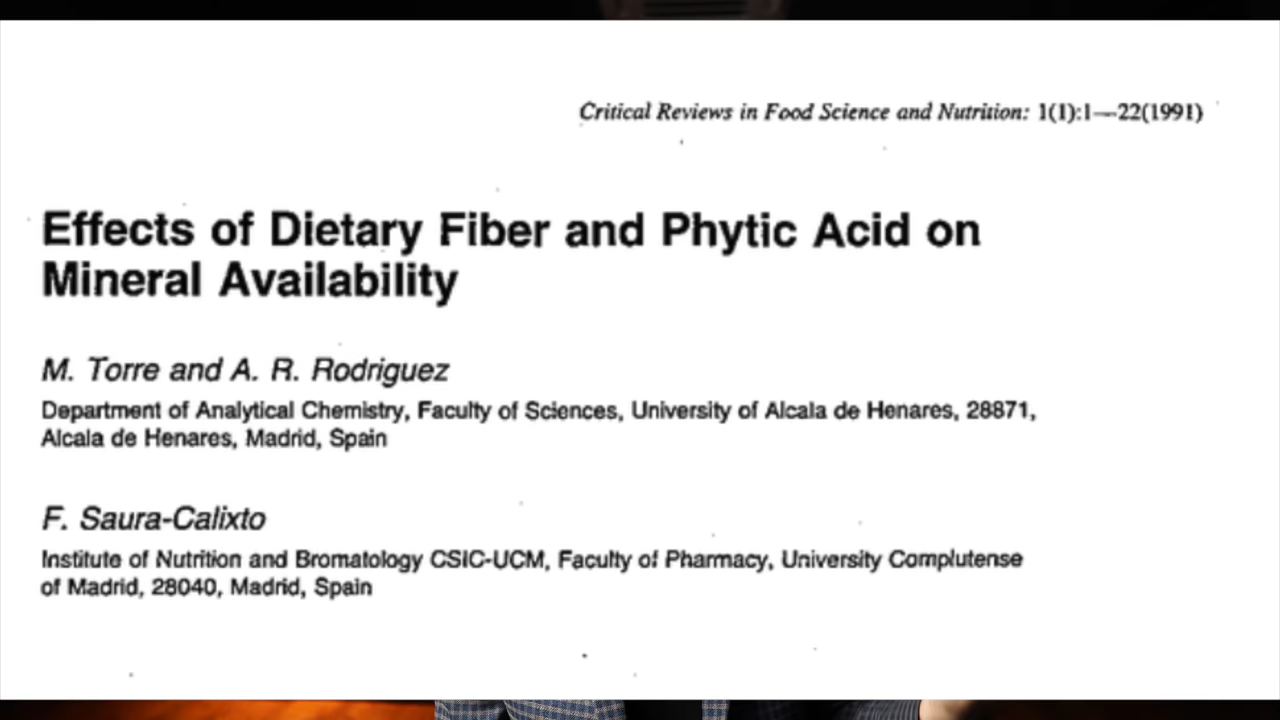 Critical Reviews in Food Science and Nutrition: 1(1):1—22(1991)
Effects of Dietary Fiber and Phytic Acid on
Mineral Availability
M. Torre and A. R. Rodriguez
Department of Analytical Chemistry, Faculty of Sciences, University of Alcala de Henares, 28871,
Alcala de Henares, Madrid, Spain
F. Saura-Calixto
Institute of Nutrition and Bromatology CSIC-UCM, Faculty of Pharmacy, University Complutense
of Madrid, 28040, Madrid, Spain